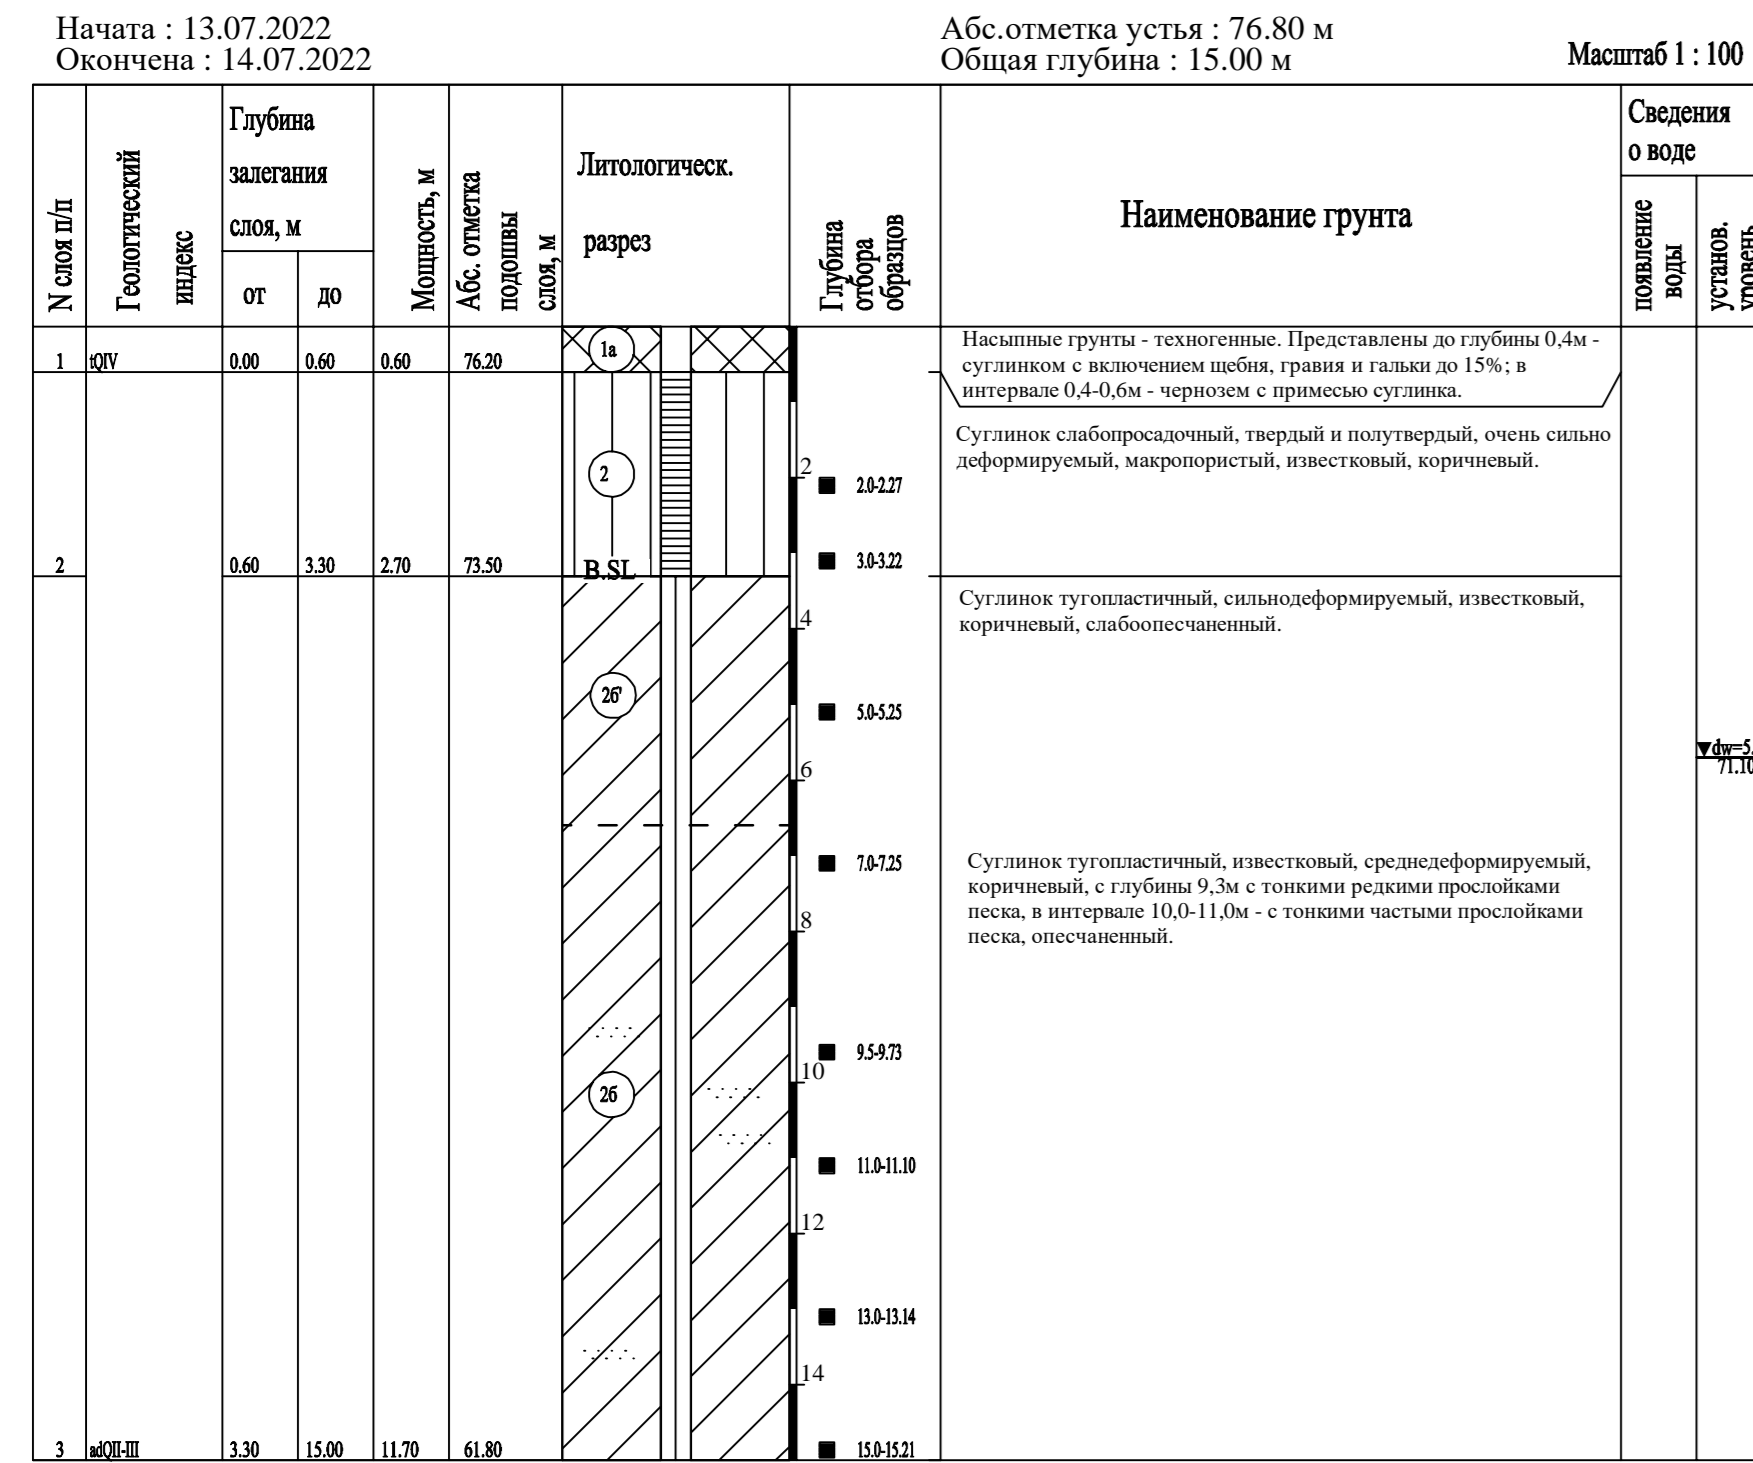 Начата : 13.07.2022
Окончена : 14.07.2022
Абс.отметка устья : 76.80 м
Общая глубина : 15.00 м
Масштаб 1 : 100
N слоя п/п
Геологический
индекс
Глубина
залегания
слоя, м
от
до
Мощность, м
Абс. отметка
подошвы
слоя, м
Литологическ.
разрез
Глубина
отбора
образцов
Наименование грунта
Сведения
о воде
появление
воды
установ.
уровень
1 tQIV 0.00 0.60 0.60 76.20
1а
Насыпные грунты - техногенные. Представлены до глубины 0,4м -
суглинком с включением щебня, гравия и гальки до 15%; в
интервале 0,4-0,6м - чернозем с примесью суглинка.
Суглинок слабопросадочный, твердый и полутвердый, очень сильно
деформируемый, макропористый, известковый, коричневый.
2
2
2.0-2.27
3.0-3.22
2 0.60 3.30 2.70 73.50
B.SL
Суглинок тугопластичный, сильнодеформируемый, известковый,
коричневый, слабоопесчаненный.
4
2б'
5.0-5.25
dw=5.
71.10
6
Суглинок тугопластичный, известковый, среднедеформируемый,
коричневый, с глубины 9,3м с тонкими редкими прослойками
песка, в интервале 10,0-11,0м - с тонкими частыми прослойками
песка, опесчаненный.
7.0-7.25
8
9.5-9.73
10
2б
11.0-11.10
12
13.0-13.14
14
3 adQII-III 3.30 15.00 11.70 61.80
15.0-15.21